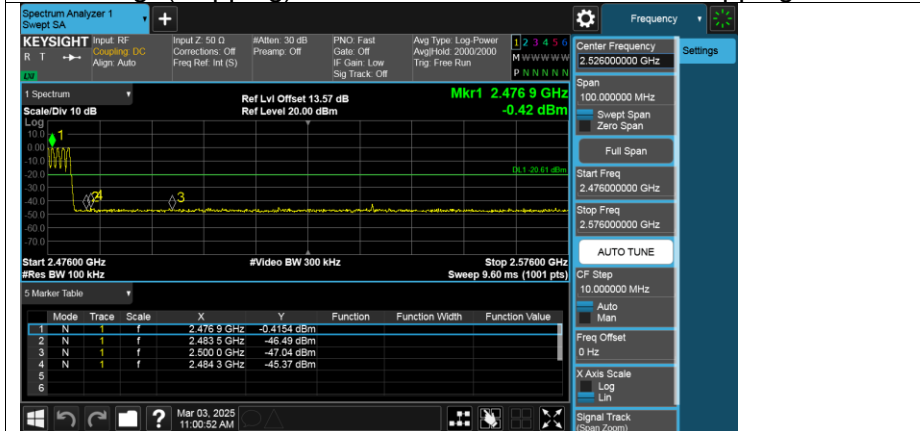 Spectrum Analyzer 1
Swept SA
Frequency
KEYSIGHT
R T
Input: RF
Coupling: DC
Align: Auto
Input Z: 50 Ω
Corrections: Off
Freq Ref: Int (S)
#Atten: 30 dB
Preamp: Off
PNO: Fast
Gate: Off
IF Gain: Low
Sig Track: Off
Avg Type: Log-Power
Avg|Hold: 2000/2000
Trig: Free Run
1 2 3 4 5 6
M W W W W W
P N N N N N
1 Spectrum
Scale/Div 10 dB
Log
Ref Lvl Offset 13.57 dB
Ref Level 20.00 dBm
Mkr1 2.476 9 GHz
-0.42 dBm
10.0
0.00
-10.0
-20.0
-30.0
-40.0
-50.0
-60.0
-70.0
1
4
3
DL1 -20.61 dBm
Start 2.47600 GHz
#Res BW 100 kHz
#Video BW 300 kHz
Stop 2.57600 GHz
Sweep 9.60 ms (1001 pts)
5 Marker Table
Mode Trace Scale X Y Function Function Width Function Value
1 N 1 f 2.476 9 GHz -0.4154 dBm
2 N 1 f 2.483 5 GHz -46.49 dBm
3 N 1 f 2.500 0 GHz -47.04 dBm
4 N 1 f 2.484 3 GHz -45.37 dBm
5
6
Mar 03, 2025
11:00:52 AM
Center Frequency
2.526000000 GHz
Span
100.000000 MHz
Swept Span
Zero Span
Full Span
Start Freq
2.476000000 GHz
Stop Freq
2.576000000 GHz
AUTO TUNE
CF Step
10.000000 MHz
Auto
Man
Freq Offset
0 Hz
X Axis Scale
Log
Lin
Signal Track
(Span Zoom)
Settings